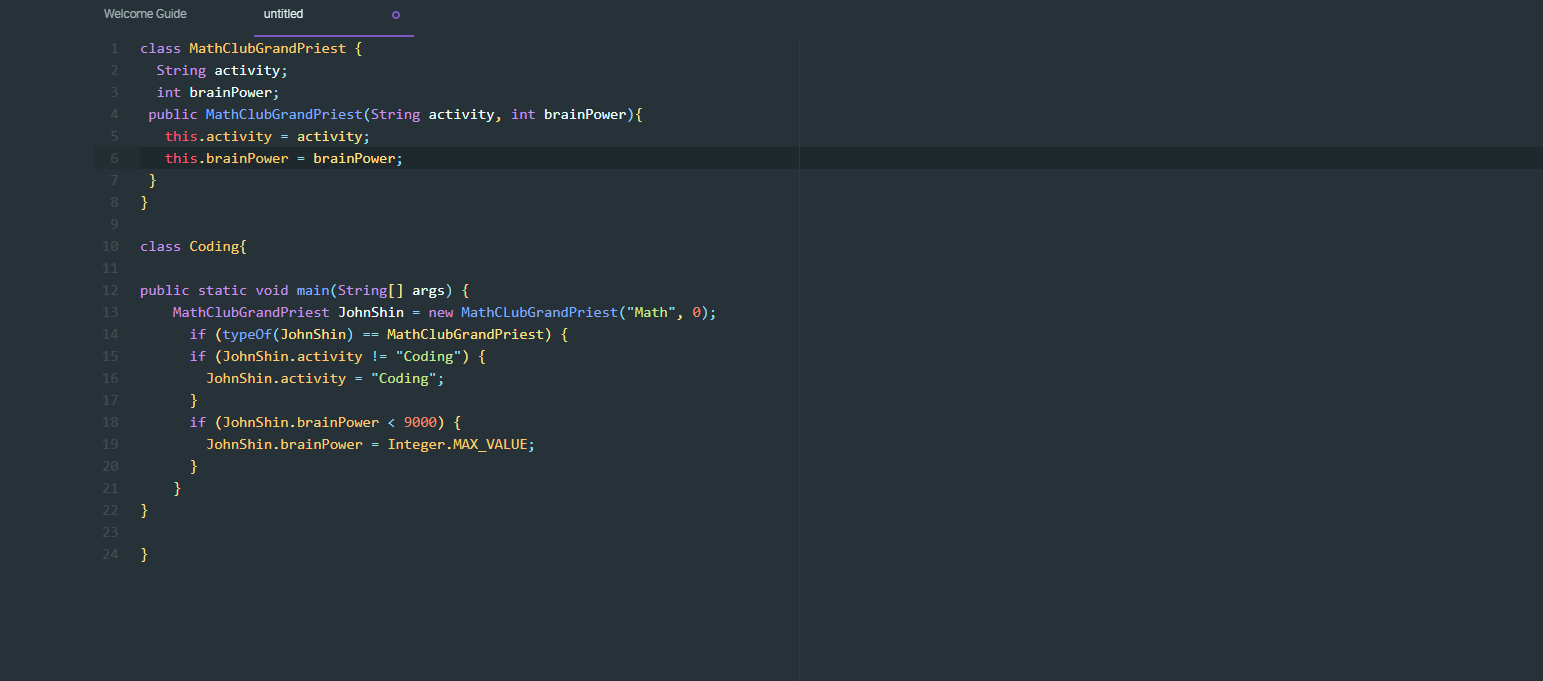 Welcome Guide untitled
1 class MathClubGrandPriest {
2   String activity;
3   int brainPower;
4  public MathClubGrandPriest(String activity, int brainPower){
5    this.activity = activity;
6    this.brainPower = brainPower;
7  }
8 }
9
10 class Coding{
11
12 public static void main(String[] args) {
13     MathClubGrandPriest JohnShin = new MathCLubGrandPriest("Math", 0);
14       if (typeOf(JohnShin) == MathClubGrandPriest) {
15       if (JohnShin.activity != "Coding") {
16         JohnShin.activity = "Coding";
17       }
18       if (JohnShin.brainPower < 9000) {
19         JohnShin.brainPower = Integer.MAX_VALUE;
20       }
21     }
22 }
23
24 }